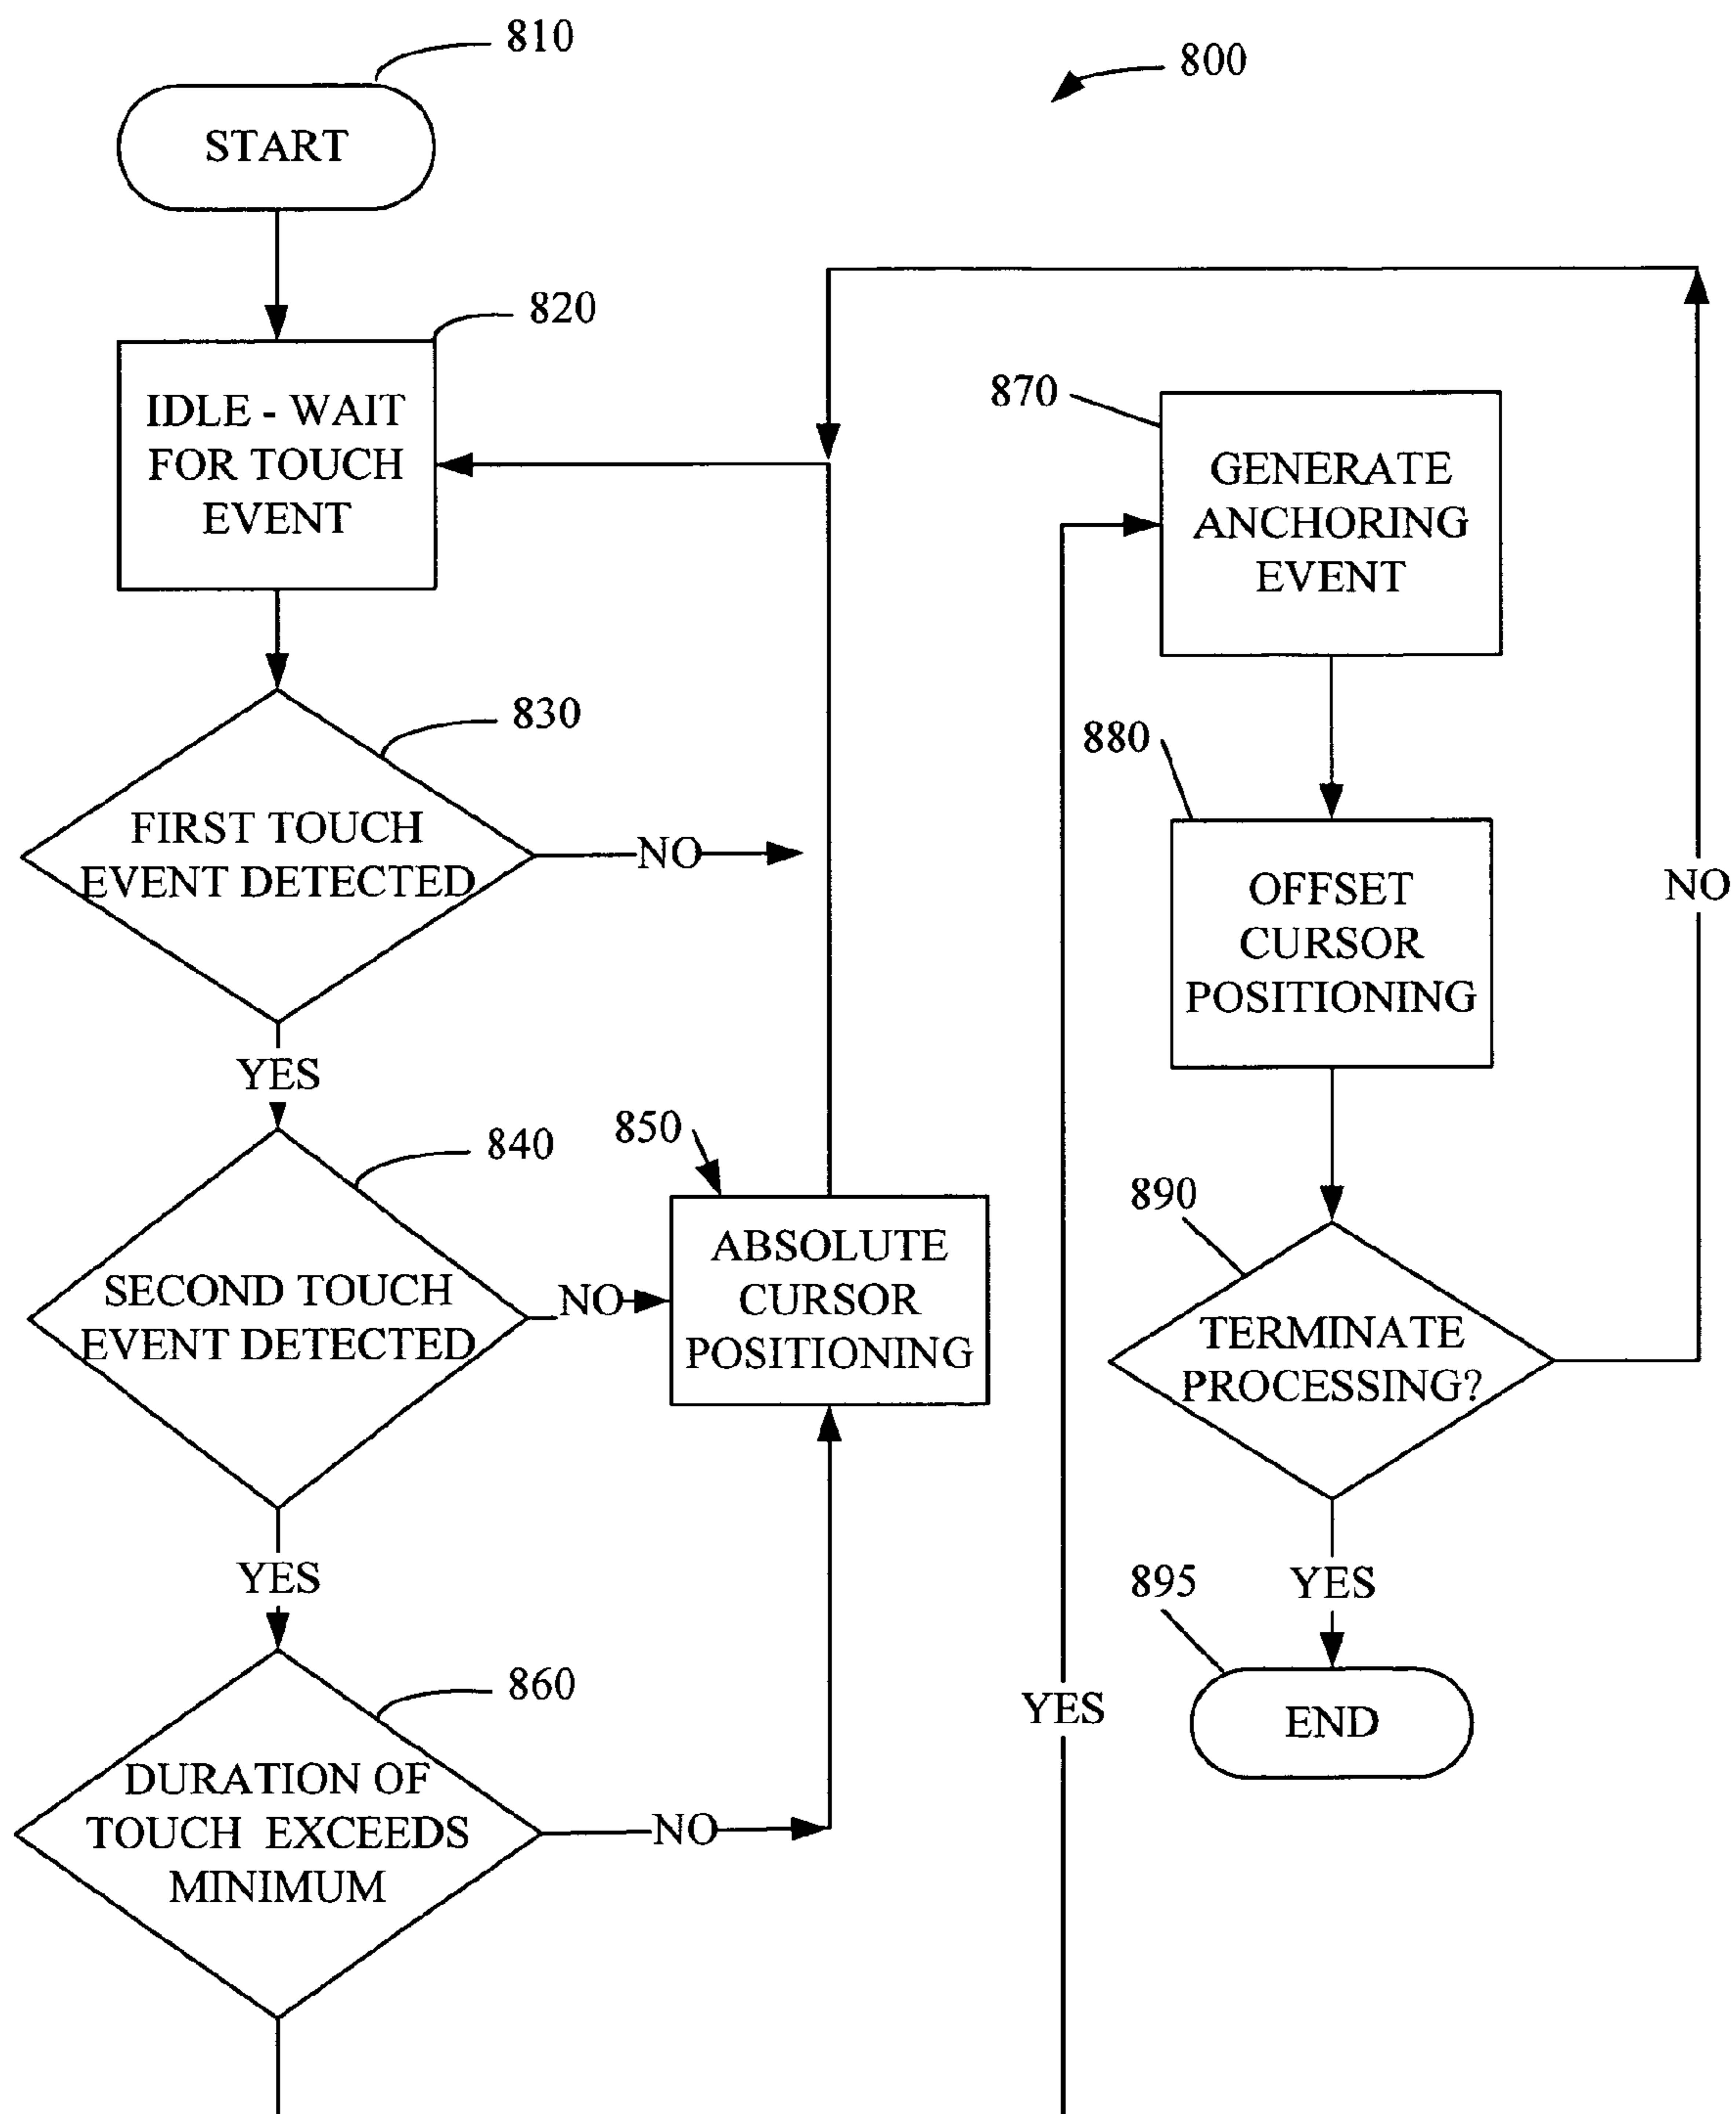 810
800
START
820
IDLE - WAIT
FOR TOUCH
EVENT
830
FIRST TOUCH
EVENT DETECTED
NO
YES
840
SECOND TOUCH
EVENT DETECTED
NO
850
ABSOLUTE
CURSOR
POSITIONING
YES
860
DURATION OF
TOUCH EXCEEDS
MINIMUM
NO
YES
870
GENERATE
ANCHORING
EVENT
880
OFFSET
CURSOR
POSITIONING
NO
890
TERMINATE
PROCESSING?
YES
895
END